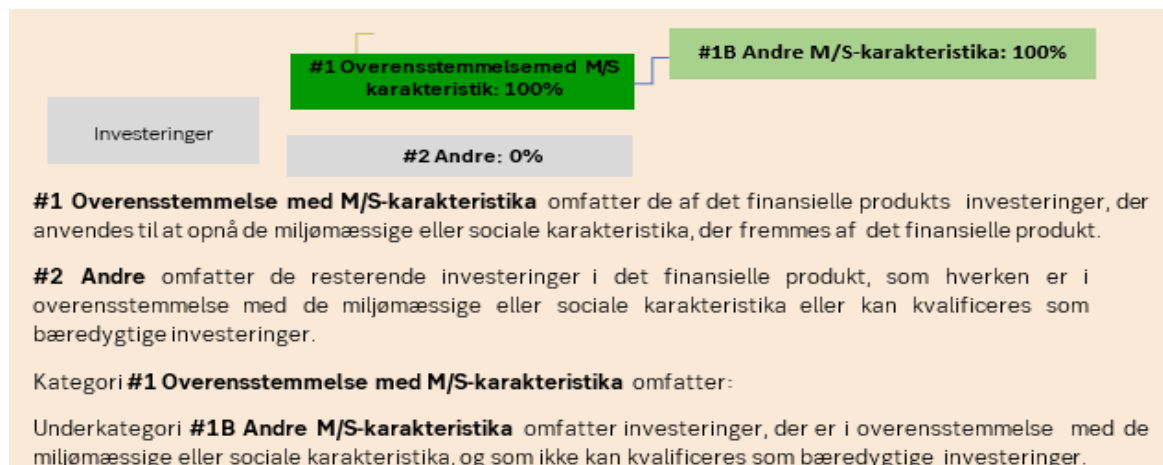 #1B Andre M/S-karakteristika: 100%
#1 Overensstemmelsemed M/S
karakteristik: 100%
Investeringer
#2 Andre: 0%
#1 Overensstemmelse med M/S-karakteristika omfatter de af det finansielle produkts investeringer, der
anvendes til at opnå de miljømæssige eller sociale karakteristika, der fremmes af det finansielle produkt.
#2 Andre omfatter de resterende investeringer i det finansielle produkt, som hverken er i
overensstemmelse med de miljømæssige eller sociale karakteristika eller kan kvalificeres som
bæredygtige investeringer.
Kategori #1 Overensstemmelse med M/S-karakteristika omfatter:
Underkategori #1B Andre M/S-karakteristika omfatter investeringer, der er i overensstemmelse med de
miljømæssige eller sociale karakteristika, og som ikke kan kvalificeres som bæredygtige investeringer.